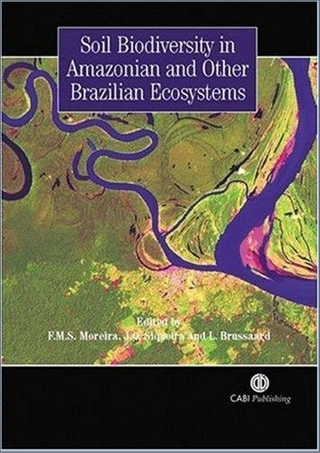 Soil Biodiversity in
Amazonian and Other
Brazilian Ecosystems
Edited by
F.M.S. Moreira, J.O. Siqueira and L. Brussaard
CABI Publishing